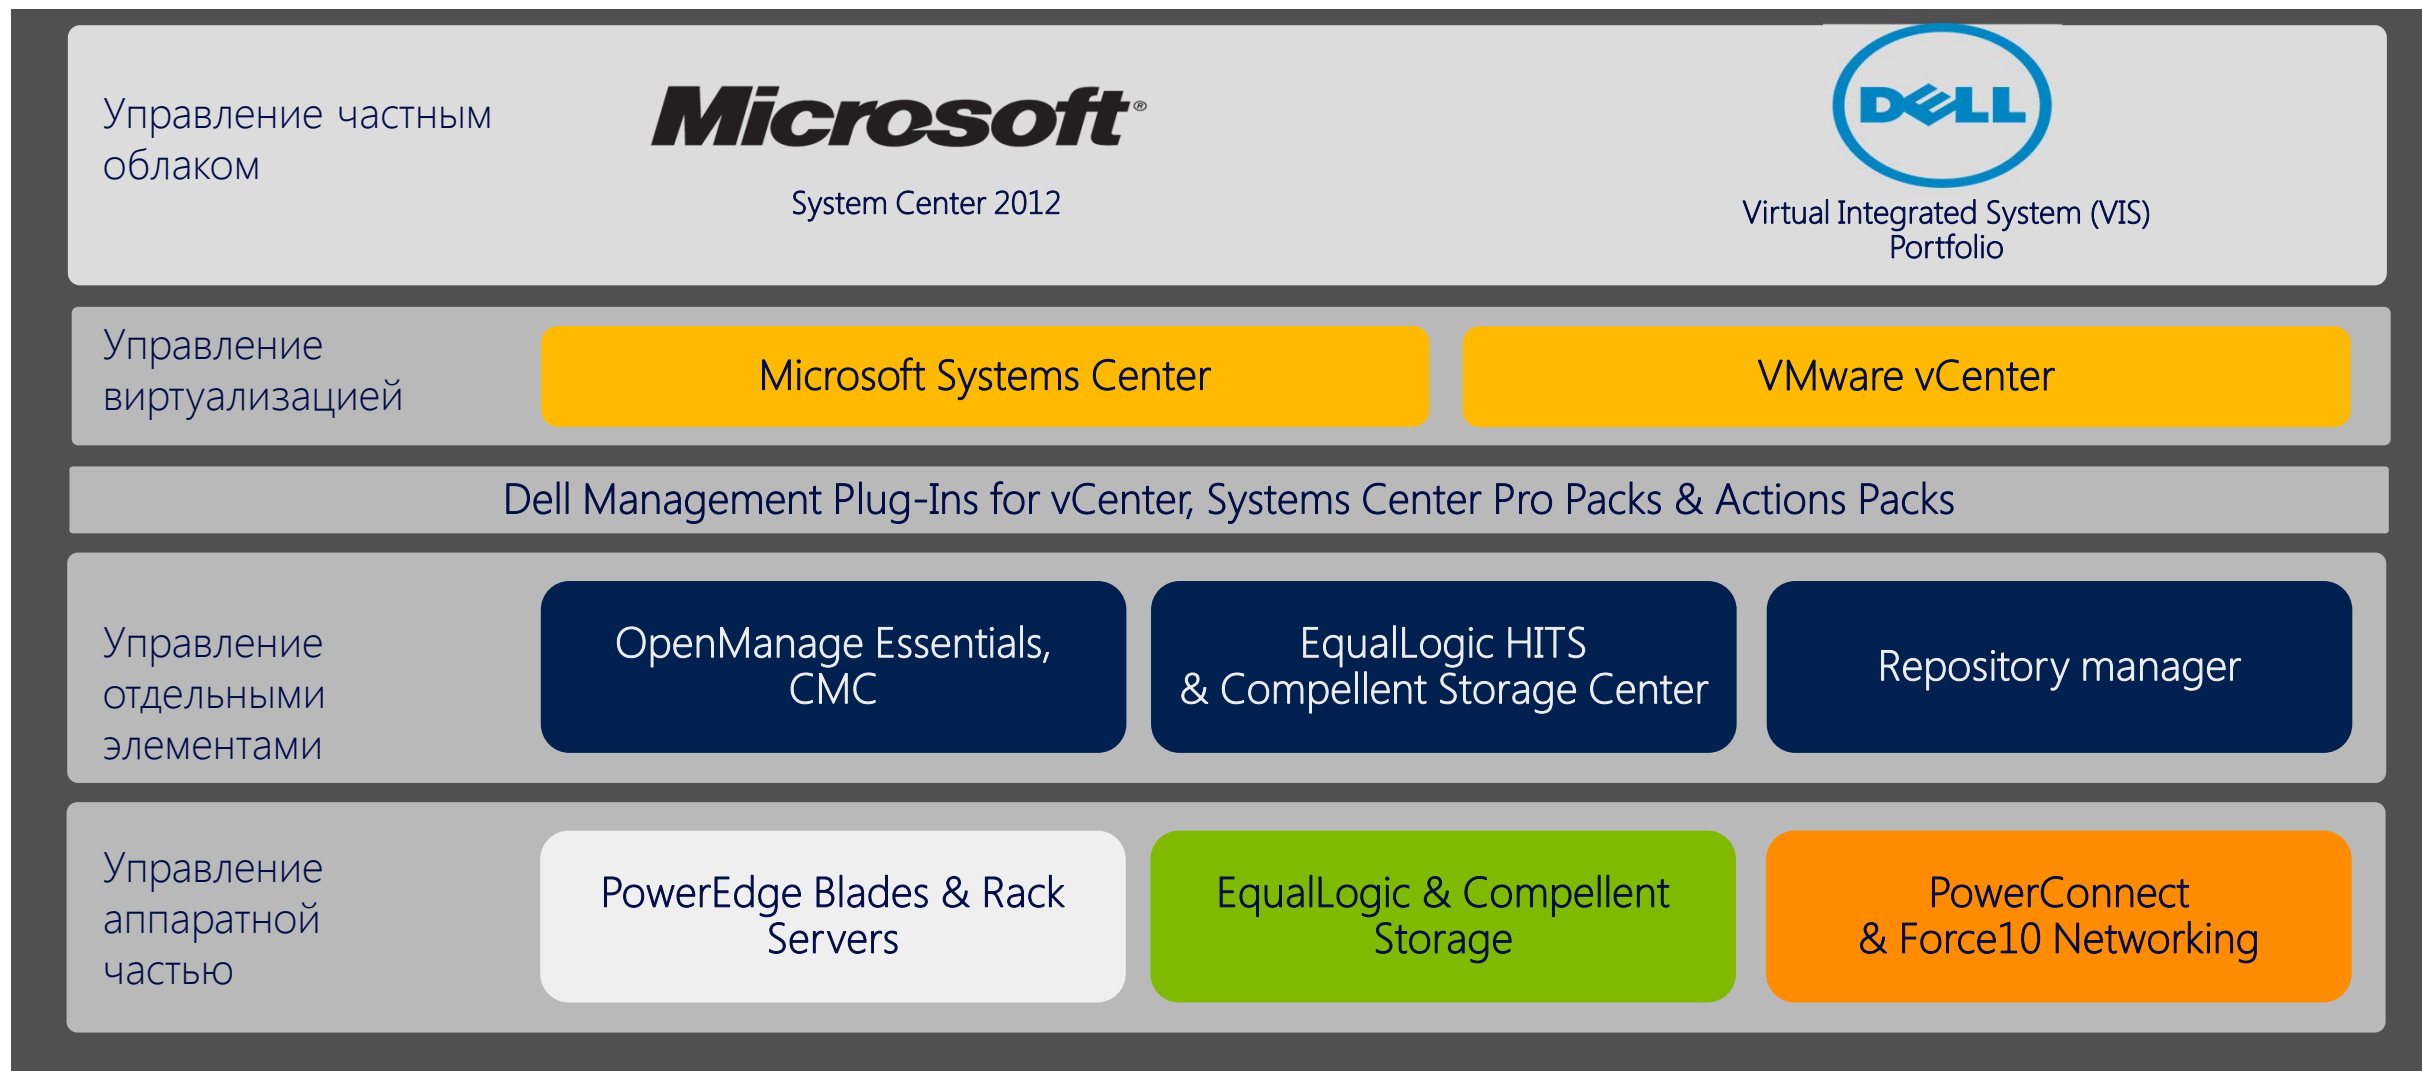 Управление частным
облаком
Microsoft®
System Center 2012
DELL
Virtual Integrated System (VIS)
Portfolio
Управление
виртуализацией
Microsoft Systems Center
VMware vCenter
Dell Management Plug-Ins for vCenter, Systems Center Pro Packs & Actions Packs
Управление
отдельными
элементами
OpenManage Essentials,
CMC
EqualLogic HITS
& Compellent Storage Center
Repository manager
Управление
аппаратной
частью
PowerEdge Blades & Rack
Servers
EqualLogic & Compellent
Storage
PowerConnect
& Force10 Networking